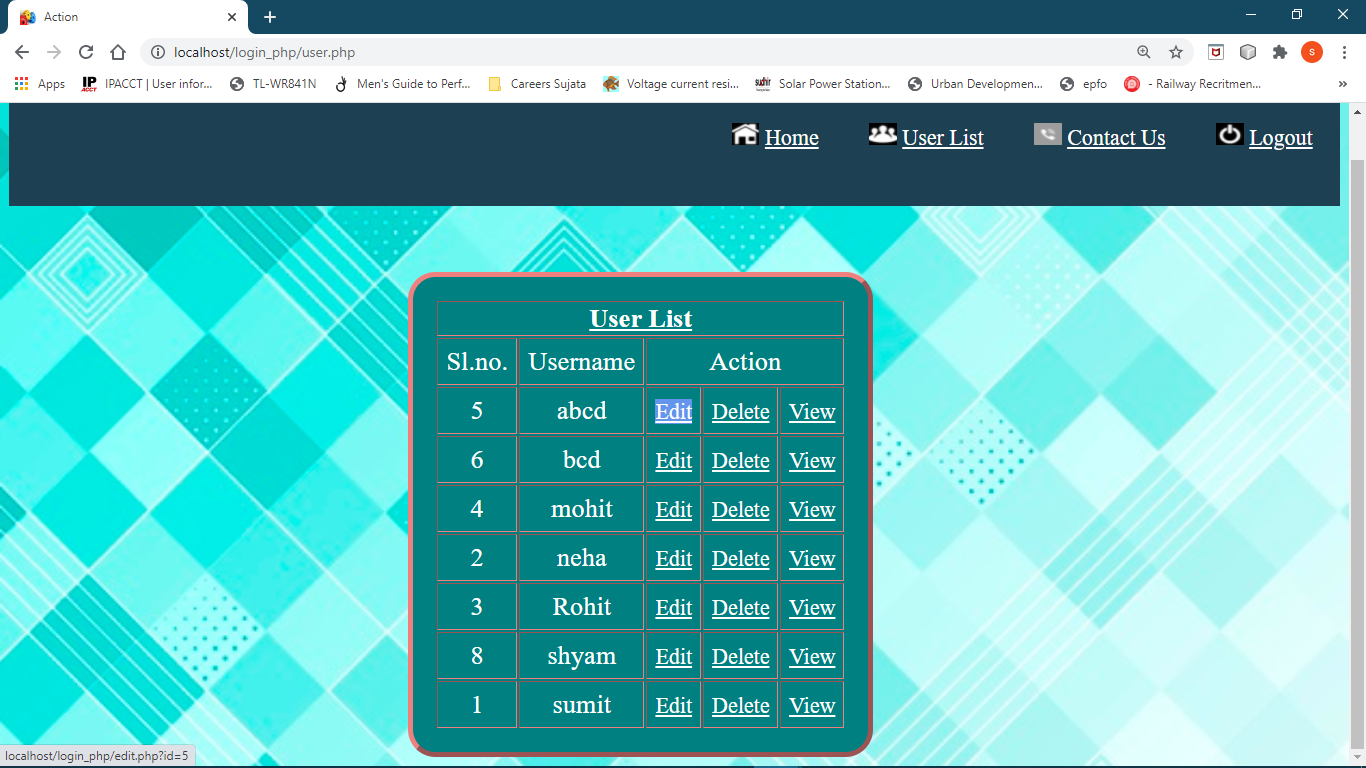 Action
localhost/login_php/user.php
S
Apps IP ACCT IPACCT | User infor... TL-WR841N Men's Guide to Perf... Careers Sujata Voltage current resi... Solar Power Station... Urban Developmen... epfo - Railway Recritmen... »
Home User List Contact Us Logout
User List
Sl.no. Username Action
5 abcd Edit Delete View
6 bcd Edit Delete View
4 mohit Edit Delete View
2 neha Edit Delete View
3 Rohit Edit Delete View
8 shyam Edit Delete View
1 sumit Edit Delete View
localhost/login_php/edit.php?id=5